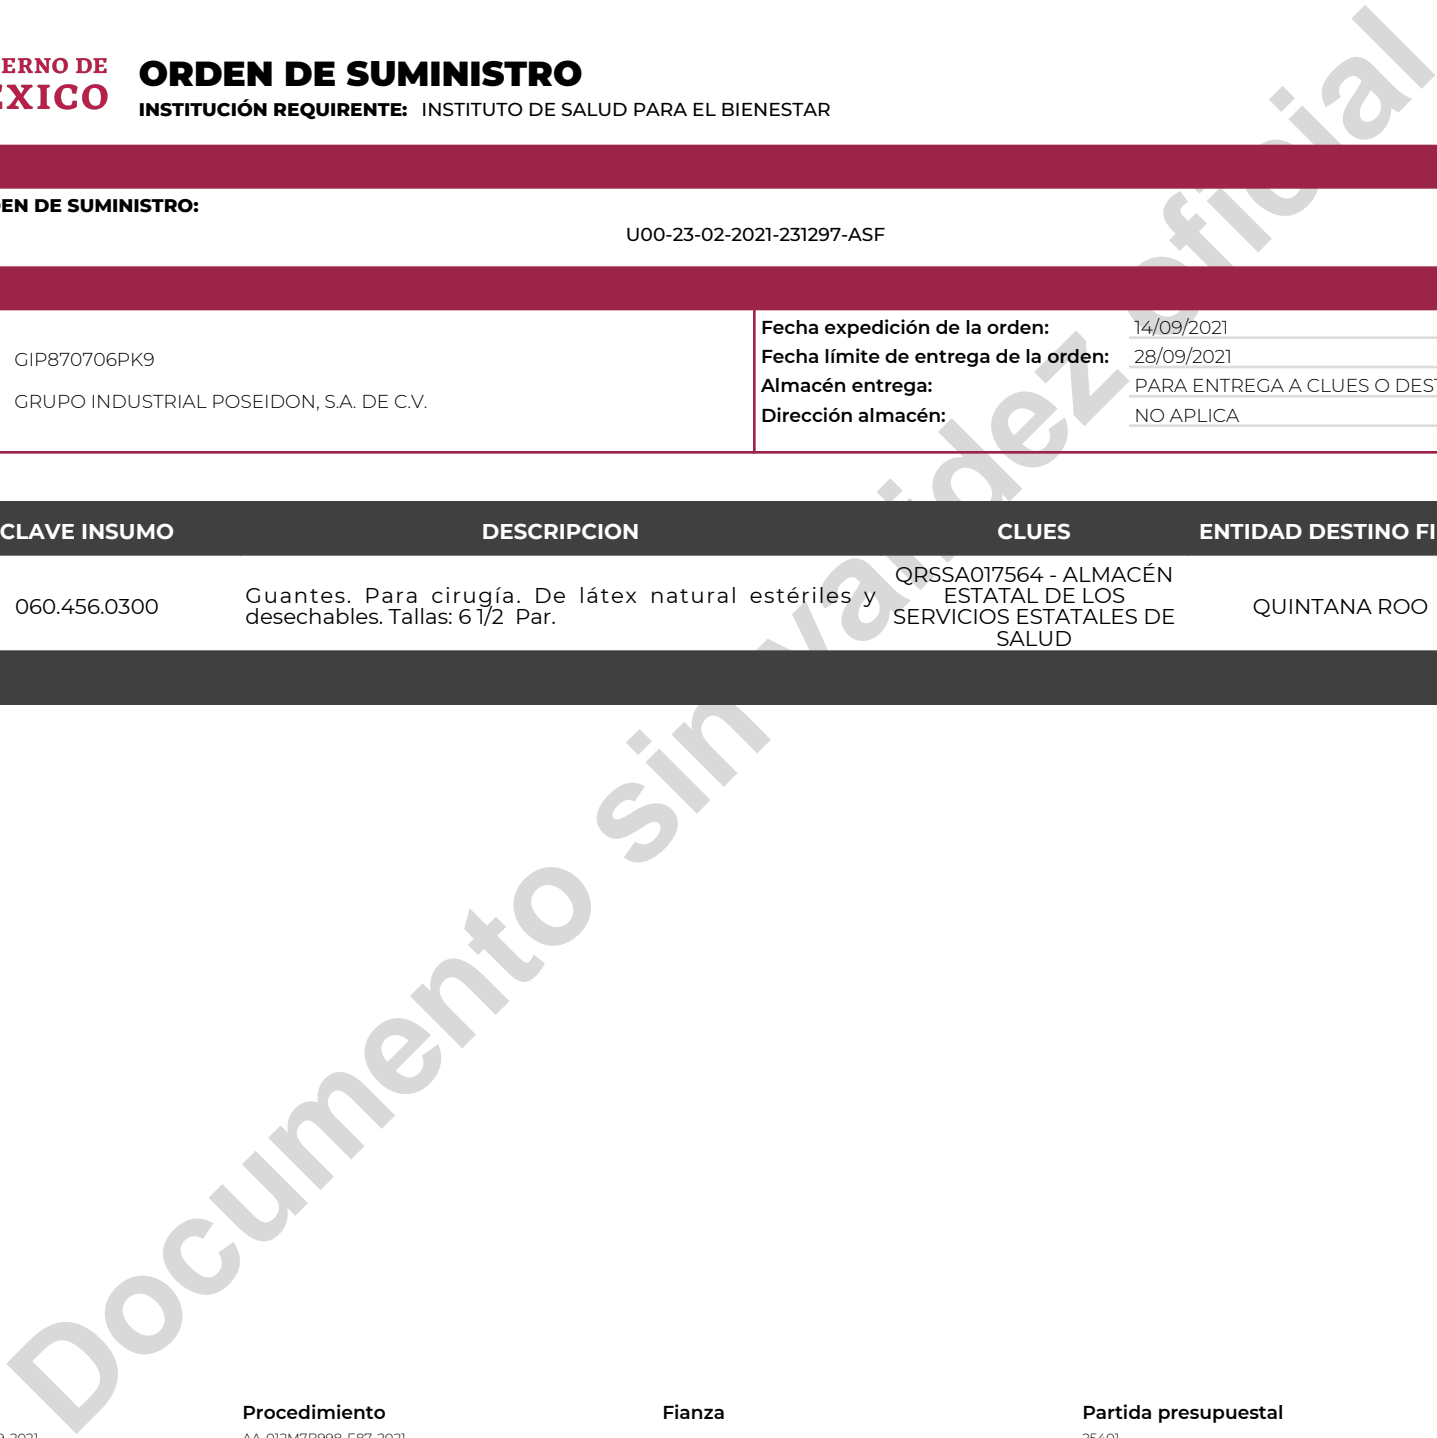 ERNO DE
EXICO
ORDEN DE SUMINISTRO
INSTITUCIÓN REQUIRENTE: INSTITUTO DE SALUD PARA EL BIENESTAR
EN DE SUMINISTRO:
U00-23-02-2021-231297-ASF
GIP870706PK9
GRUPO INDUSTRIAL POSEIDON, S.A. DE C.V.
Fecha expedición de la orden: 14/09/2021
Fecha límite de entrega de la orden: 28/09/2021
Almacén entrega: PARA ENTREGA A CLUES O DEST
Dirección almacén: NO APLICA
CLAVE INSUMO DESCRIPCION CLUES ENTIDAD DESTINO FI
060.456.0300
Guantes. Para cirugía. De látex natural estériles y
desechables. Tallas: 6 1/2 Par.
QRSSA017564 - ALMACÉN
ESTATAL DE LOS
SERVICIOS ESTATALES DE
SALUD
QUINTANA ROO
Documento sin validez oficial
Procedimiento Fianza Partida presupuestal